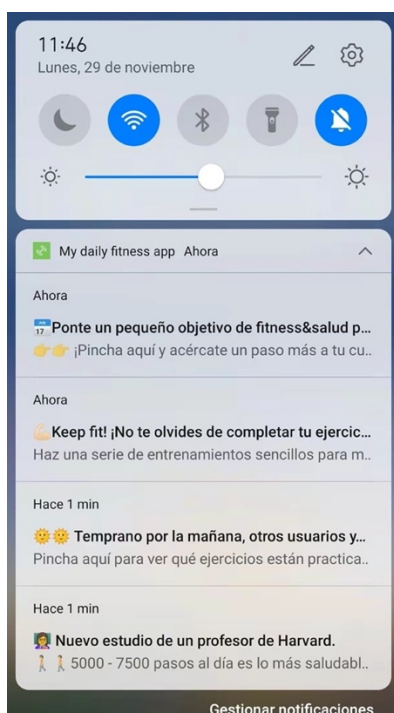 11:46
Lunes, 29 de noviembre
My daily fitness app Ahora
Ahora
Ponte un pequeño objetivo de fitness&salud p...
¡Pincha aquí y acércate un paso más a tu cu..
Ahora
Keep fit! ¡No te olvides de completar tu ejercic...
Haz una serie de entrenamientos sencillos para m..
Hace 1 min
Temprano por la mañana, otros usuarios y...
Pincha aquí para ver qué ejercicios están practica..
Hace 1 min
Nuevo estudio de un profesor de Harvard.
5000 - 7500 pasos al día es lo más saludabl..
Gestionar notificaciones